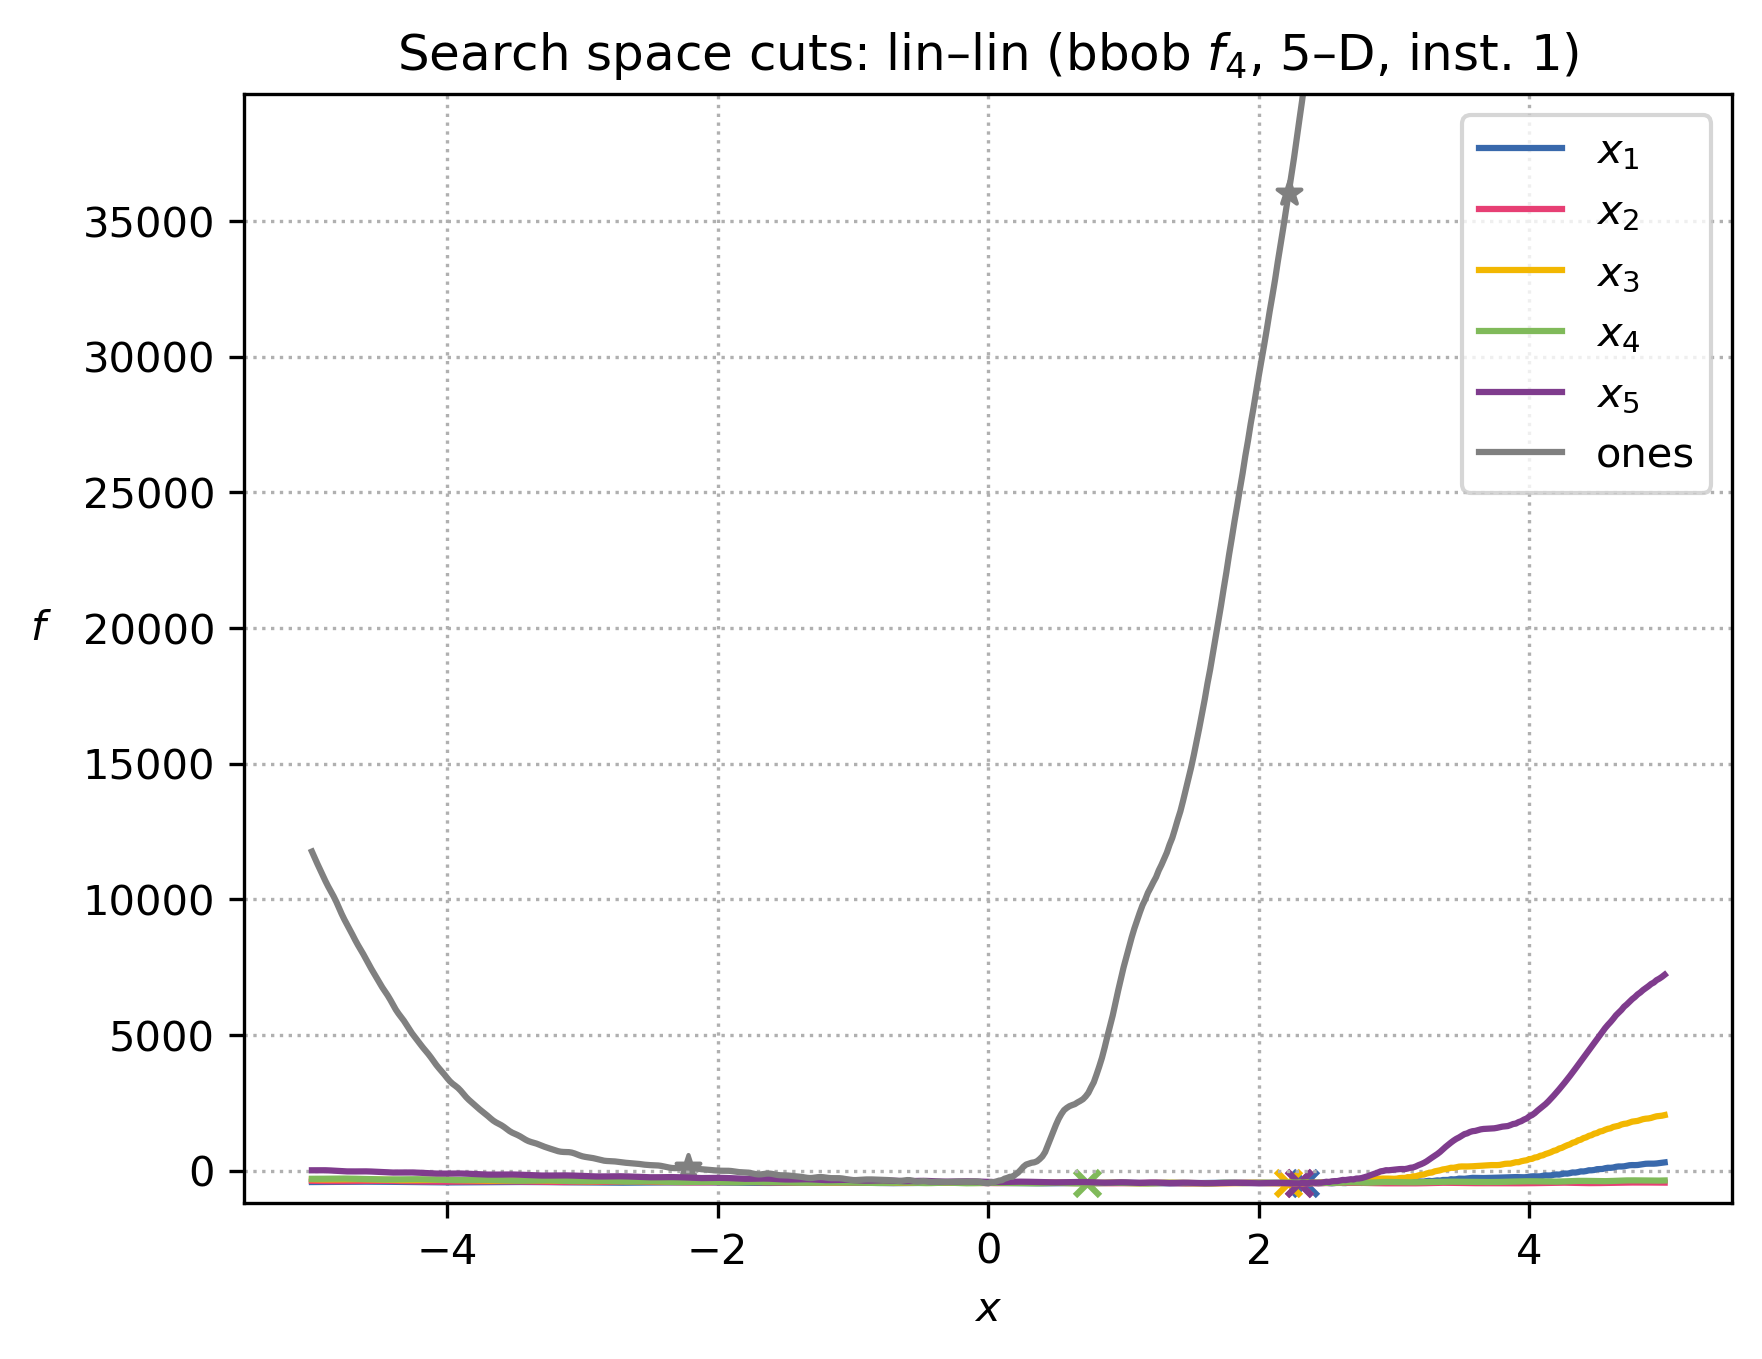 Search space cuts: lin–lin (bbob f₄, 5–D, inst. 1)
x₁
x₂
x₃
x₄
x₅
ones
35000
30000
25000
20000
15000
10000
5000
0
f
−4 −2 0 2 4
x